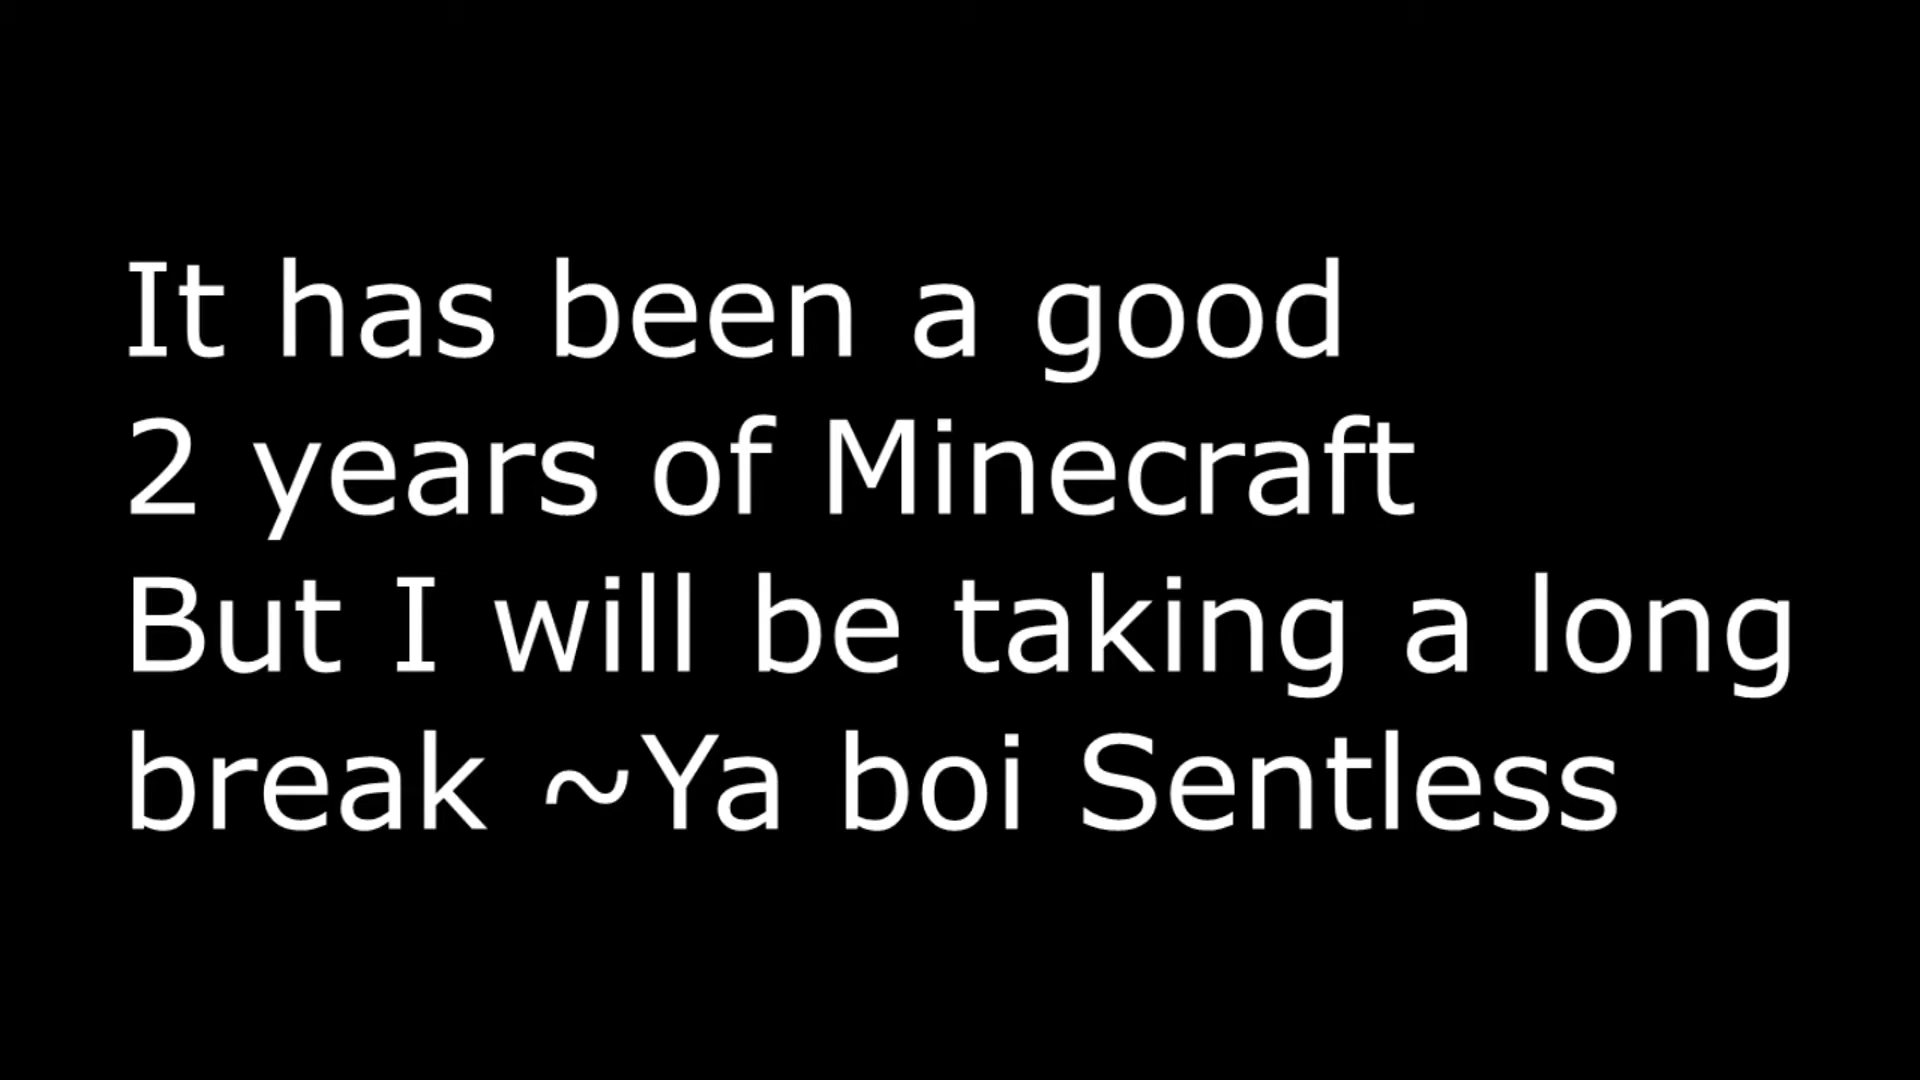 It has been a good
2 years of Minecraft
But I will be taking a long
break ~Ya boi Sentless